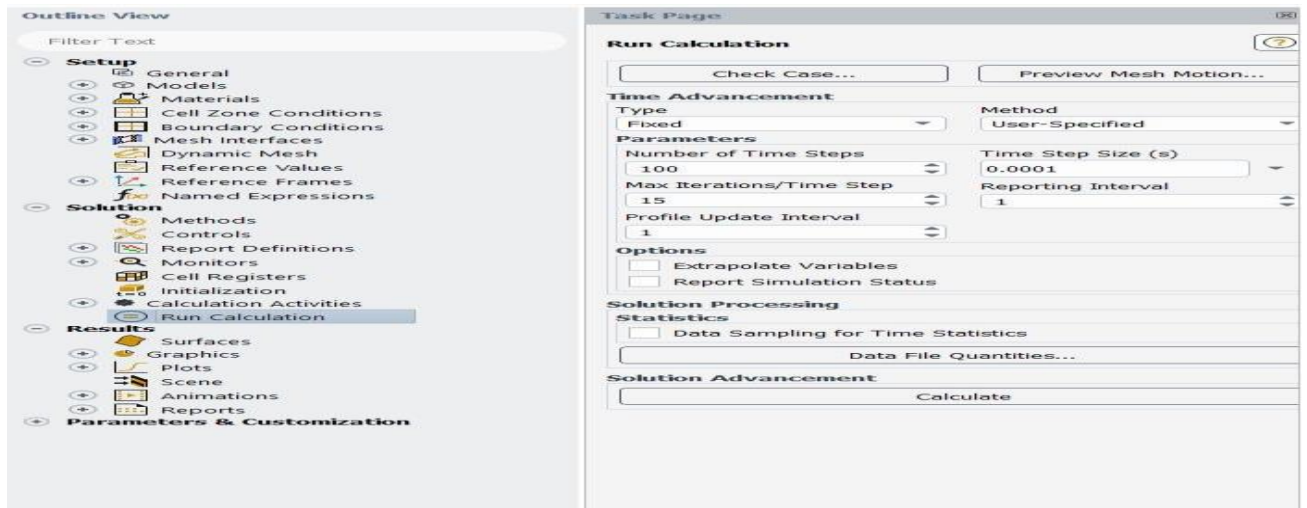 Outline View
Filter Text
Setup
General
Models
Materials
Cell Zone Conditions
Boundary Conditions
Mesh Interfaces
Dynamic Mesh
Reference Values
Reference Frames
f(x) Named Expressions
Solution
Methods
Controls
Report Definitions
Monitors
Cell Registers
t=0 Initialization
Calculation Activities
Run Calculation
Results
Surfaces
Graphics
Plots
Scene
Animations
Reports
Parameters & Customization
Task Page
Run Calculation
?
Check Case... Preview Mesh Motion...
Time Advancement
Type Method
Fixed User-Specified
Parameters
Number of Time Steps Time Step Size (s)
100 0.0001
Max Iterations/Time Step Reporting Interval
15 1
Profile Update Interval
1
Options
Extrapolate Variables
Report Simulation Status
Solution Processing
Statistics
Data Sampling for Time Statistics
Data File Quantities...
Solution Advancement
Calculate